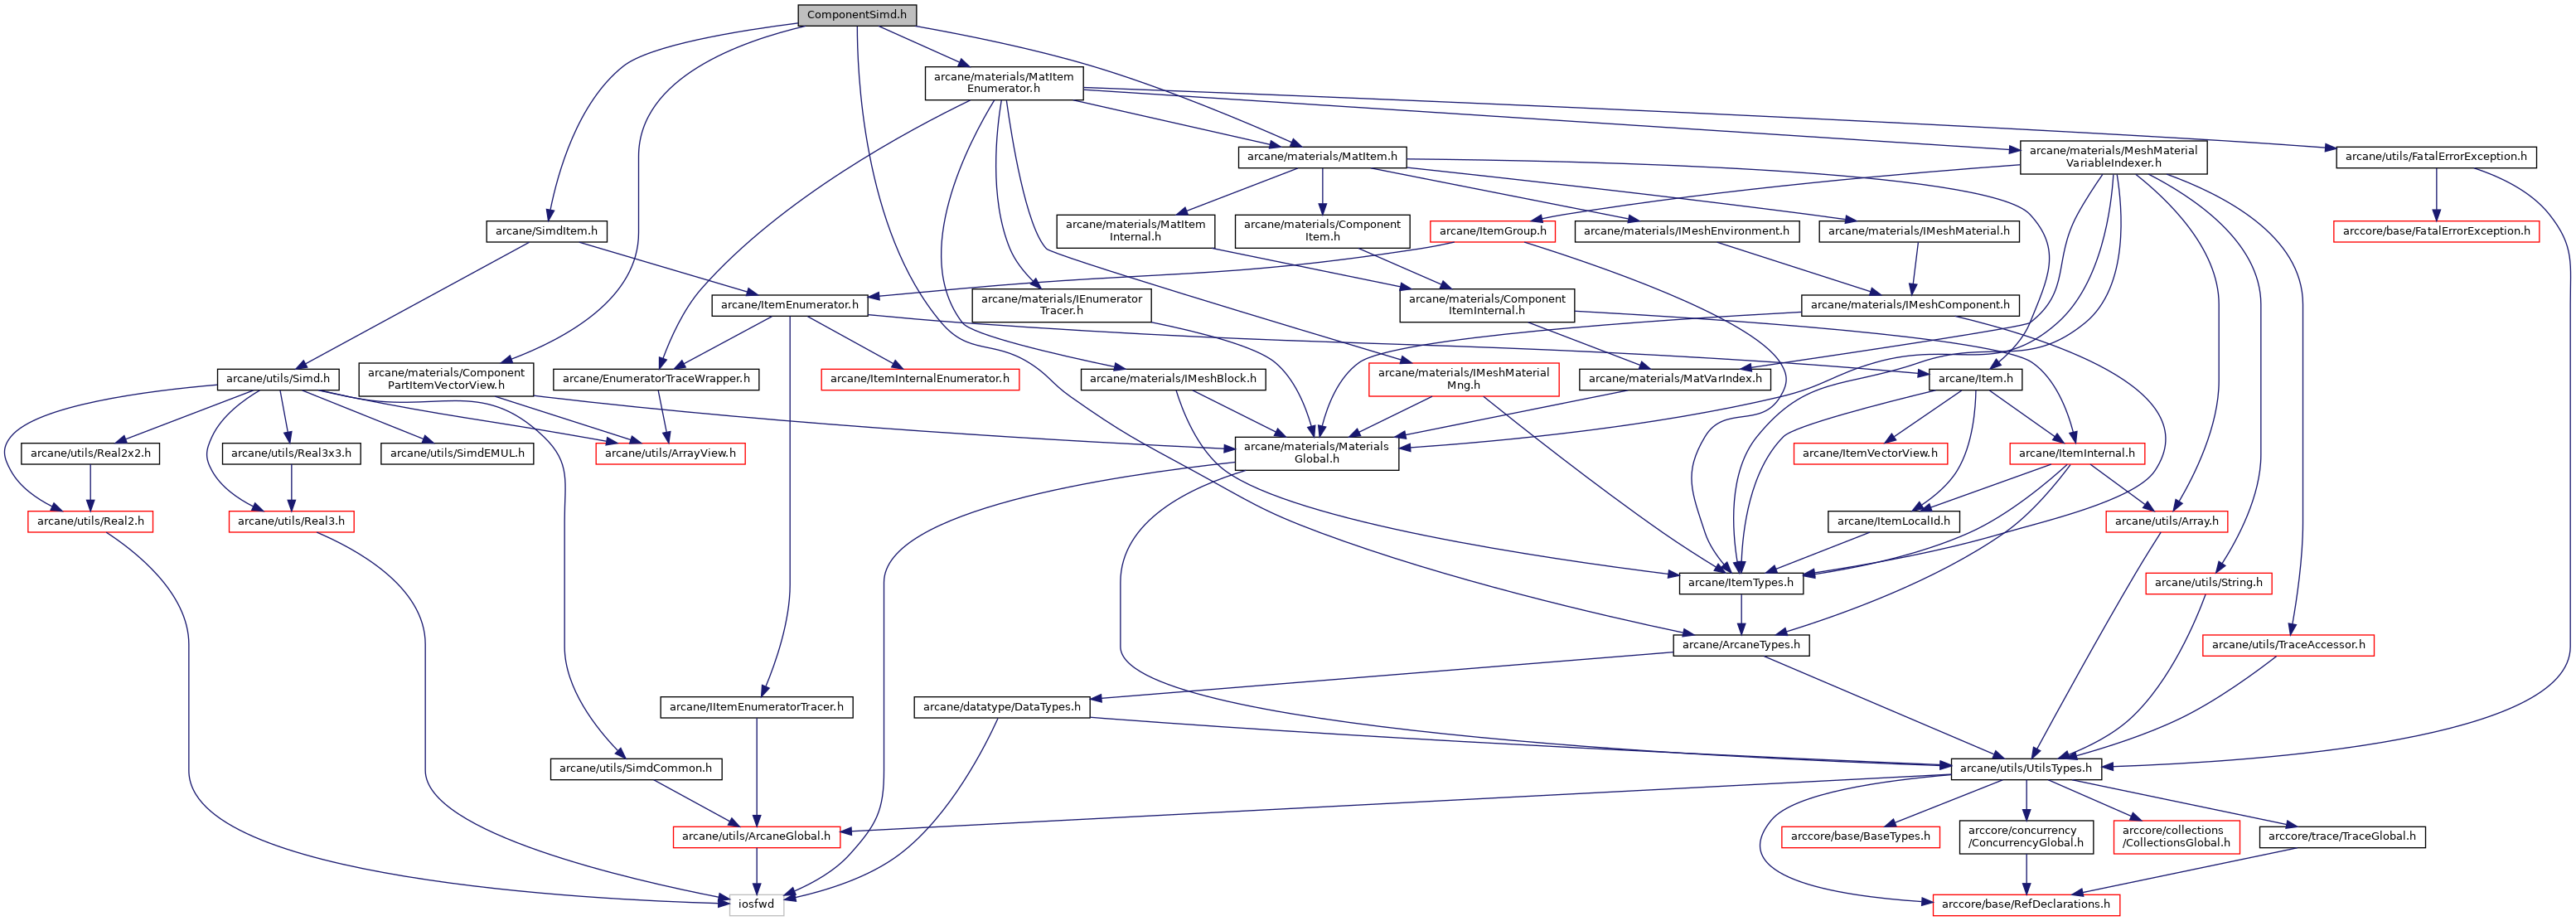 ComponentSimd.h
arcane/materials/MatItem
Enumerator.h
arcane/materials/MatItem.h
arcane/materials/MeshMaterial
VariableIndexer.h
arcane/utils/FatalErrorException.h
arcane/SimdItem.h
arcane/materials/MatItem
Internal.h
arcane/materials/Component
Item.h
arcane/ItemGroup.h
arcane/materials/IMeshEnvironment.h
arcane/materials/IMeshMaterial.h
arccore/base/FatalErrorException.h
arcane/ItemEnumerator.h
arcane/materials/IEnumerator
Tracer.h
arcane/materials/Component
ItemInternal.h
arcane/materials/IMeshComponent.h
arcane/utils/Simd.h
arcane/materials/Component
PartItemVectorView.h
arcane/EnumeratorTraceWrapper.h
arcane/ItemInternalEnumerator.h
arcane/materials/IMeshBlock.h
arcane/materials/IMeshMaterial
Mng.h
arcane/materials/MatVarIndex.h
arcane/Item.h
arcane/utils/Real2x2.h
arcane/utils/Real3x3.h
arcane/utils/SimdEMUL.h
arcane/utils/ArrayView.h
arcane/materials/Materials
Global.h
arcane/ItemVectorView.h
arcane/ItemInternal.h
arcane/utils/Real2.h
arcane/utils/Real3.h
arcane/ItemLocalId.h
arcane/utils/Array.h
arcane/ItemTypes.h
arcane/utils/String.h
arcane/ArcaneTypes.h
arcane/utils/TraceAccessor.h
arcane/IItemEnumeratorTracer.h
arcane/datatype/DataTypes.h
arcane/utils/SimdCommon.h
arcane/utils/UtilsTypes.h
arcane/utils/ArcaneGlobal.h
arccore/base/BaseTypes.h
arccore/concurrency
/ConcurrencyGlobal.h
arccore/collections
/CollectionsGlobal.h
arccore/trace/TraceGlobal.h
iosfwd
arccore/base/RefDeclarations.h